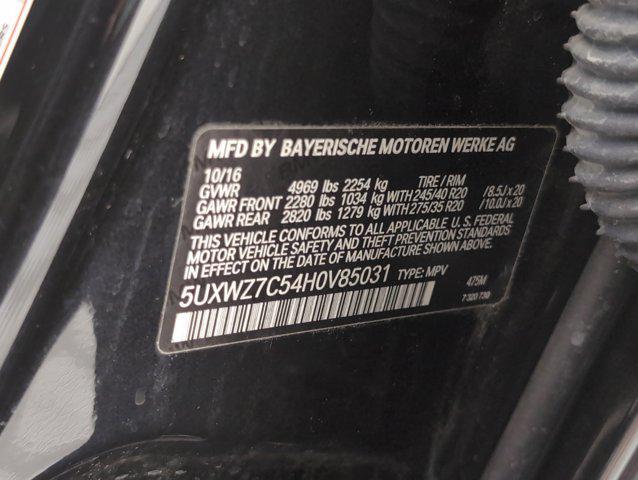 MFD BY BAYERISCHE MOTOREN WERKE AG
10/16
GVWR 4969 lbs 2254 kg TIRE / RIM
GAWR FRONT 2280 lbs 1034 kg WITH 245/40 R20 /8.5J x 20
GAWR REAR 2820 lbs 1279 kg WITH 275/35 R20 /10.0J x 20
THIS VEHICLE CONFORMS TO ALL APPLICABLE U.S. FEDERAL
MOTOR VEHICLE SAFETY AND THEFT PREVENTION STANDARDS
IN EFFECT ON THE DATE OF MANUFACTURE SHOWN ABOVE.
5UXWZ7C54H0V85031 TYPE: MPV 475M
7 320 730